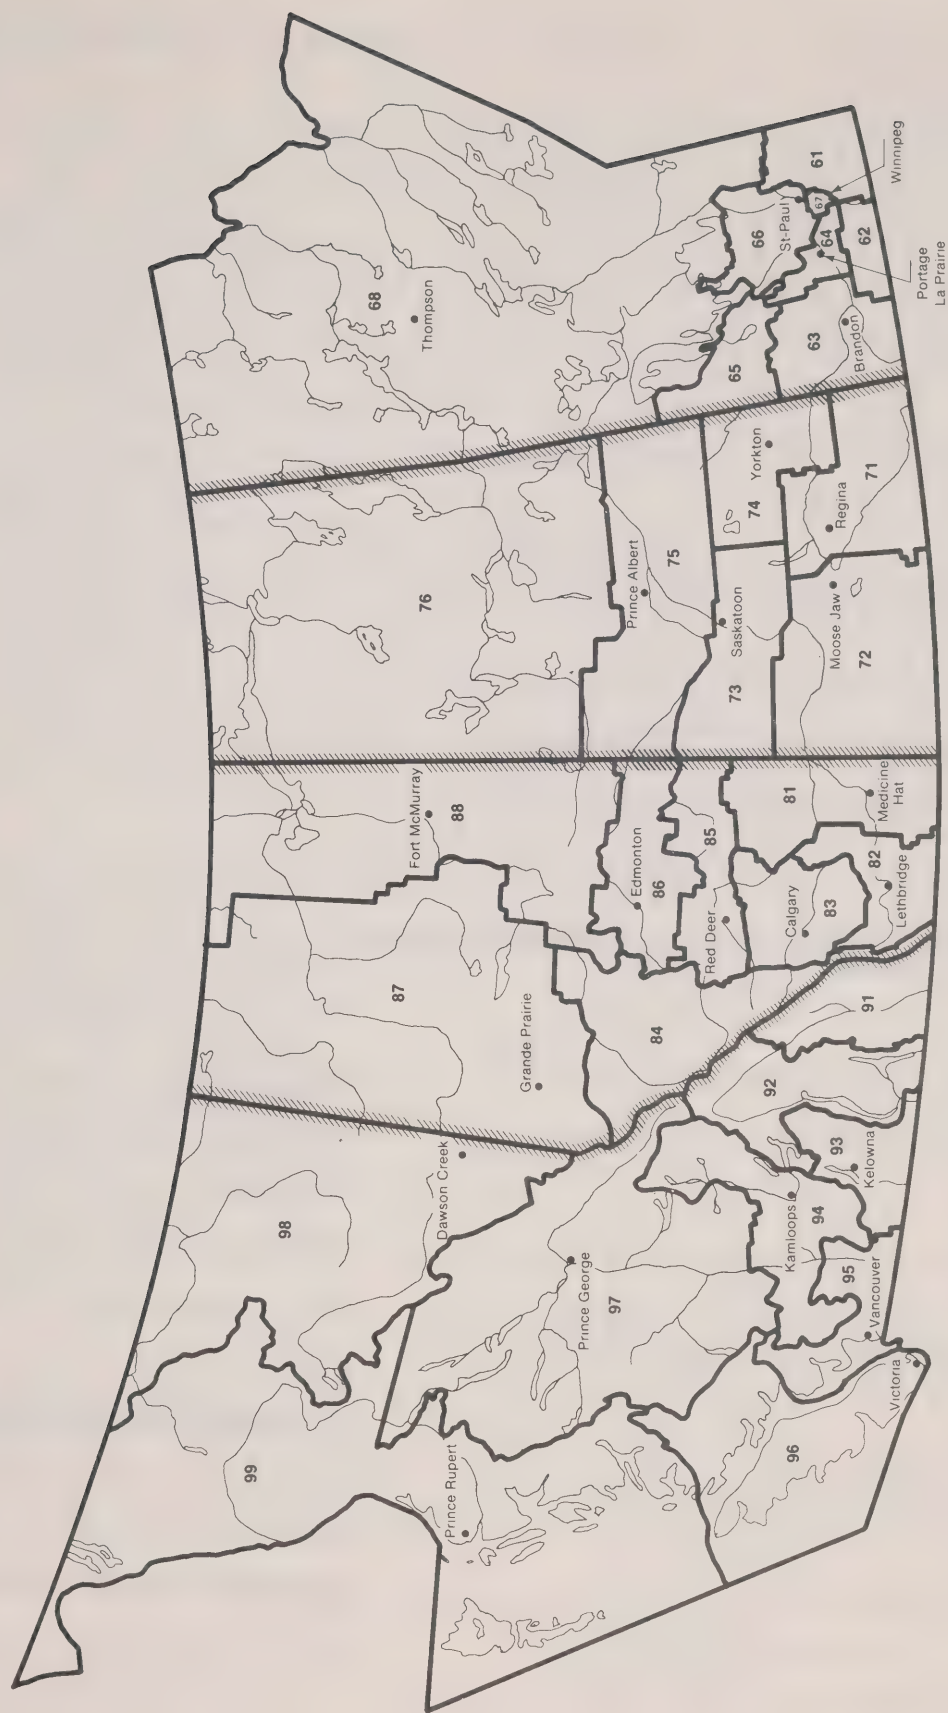 99
98
Prince Rupert
Dawson Creek
Prince George
97
96
Kamloops
94
95
Vancouver
Victoria
93
Kelowna
92
91
87
Grande Prairie
84
Fort McMurray
88
Edmonton
86
85
Red Deer
Calgary
83
81
82
Lethbridge
Medicine
Hat
76
Prince Albert
75
Saskatoon
73
74
Yorkton
Moose Jaw
72
Regina
71
68
Thompson
65
66
St-Paul
67
64
61
62
63
Brandon
Winnipeg
Portage
La Prairie